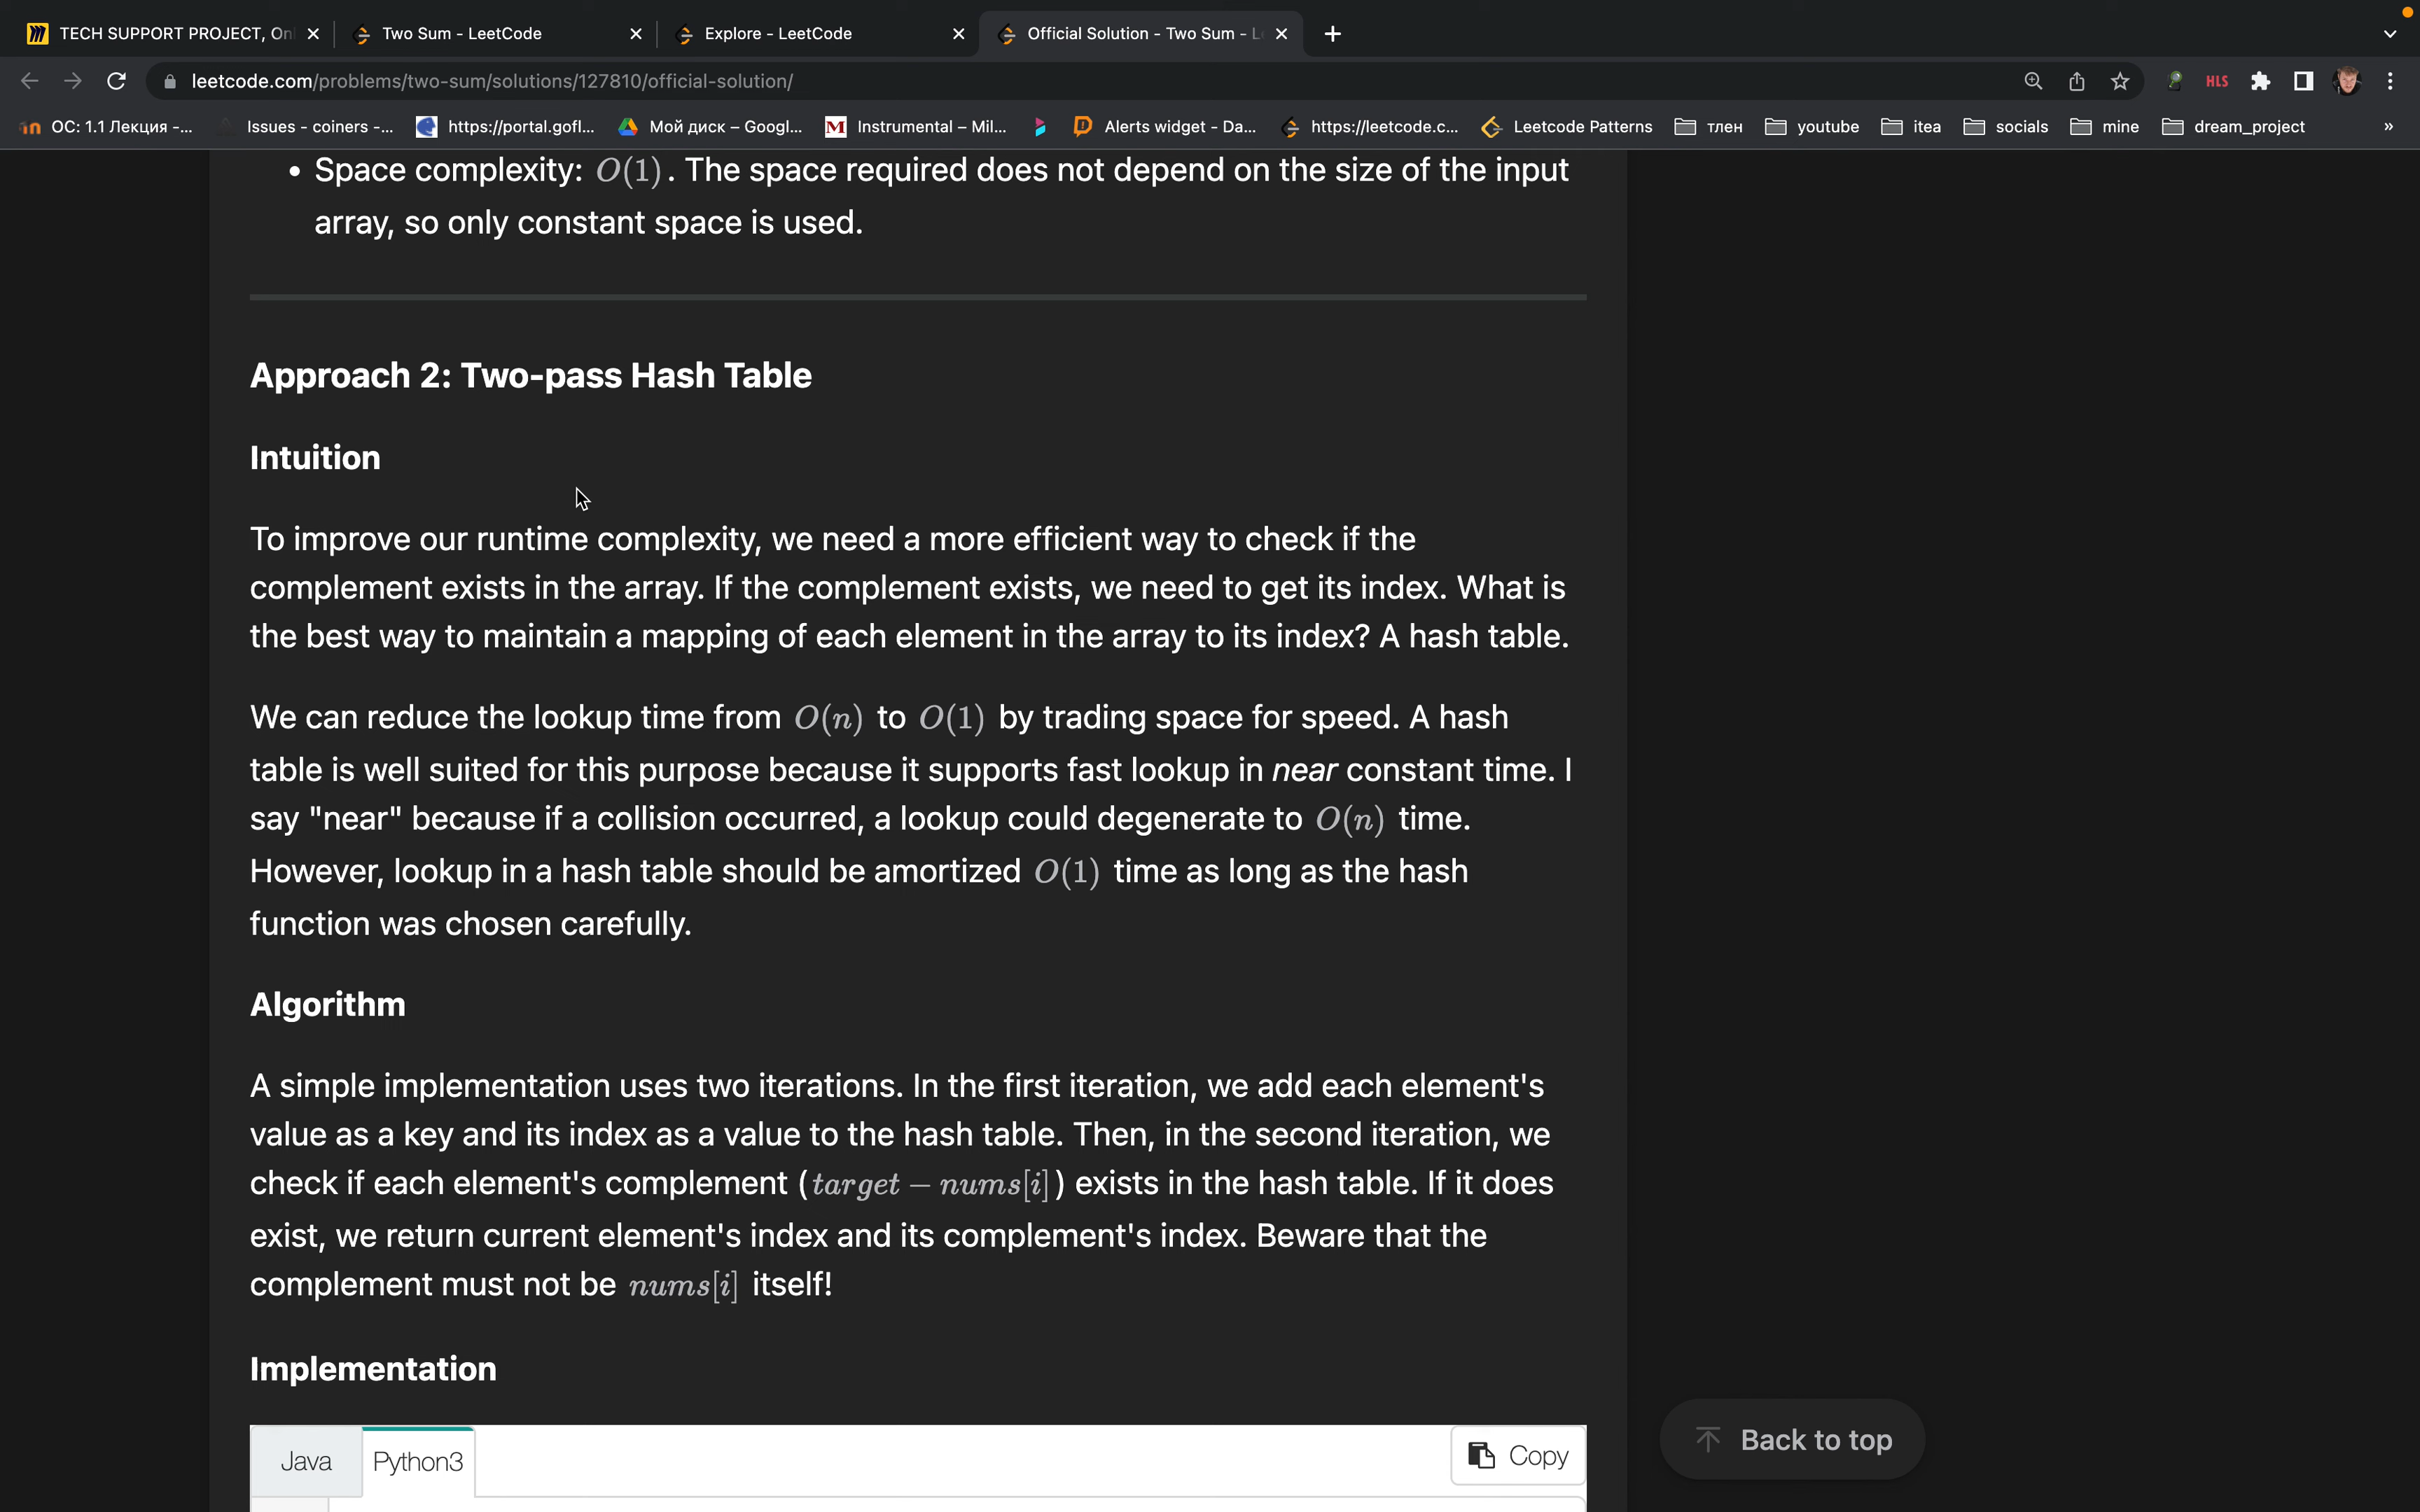 TECH SUPPORT PROJECT, Onl
Two Sum - LeetCode
Explore - LeetCode
Official Solution - Two Sum - L
leetcode.com/problems/two-sum/solutions/127810/official-solution/
HLS
ОС: 1.1 Лекция -...
Issues - coiners -...
https://portal.gofl...
Мой диск – Googl...
Instrumental – Mil...
Alerts widget - Da...
https://leetcode.c...
Leetcode Patterns
тлен
youtube
itea
socials
mine
dream_project
»
• Space complexity: O(1). The space required does not depend on the size of the input
array, so only constant space is used.
Approach 2: Two-pass Hash Table
Intuition
To improve our runtime complexity, we need a more efficient way to check if the
complement exists in the array. If the complement exists, we need to get its index. What is
the best way to maintain a mapping of each element in the array to its index? A hash table.
We can reduce the lookup time from O(n) to O(1) by trading space for speed. A hash
table is well suited for this purpose because it supports fast lookup in near constant time. I
say "near" because if a collision occurred, a lookup could degenerate to O(n) time.
However, lookup in a hash table should be amortized O(1) time as long as the hash
function was chosen carefully.
Algorithm
A simple implementation uses two iterations. In the first iteration, we add each element's
value as a key and its index as a value to the hash table. Then, in the second iteration, we
check if each element's complement (target − nums[i]) exists in the hash table. If it does
exist, we return current element's index and its complement's index. Beware that the
complement must not be nums[i] itself!
Implementation
Java
Python3
Copy
Back to top